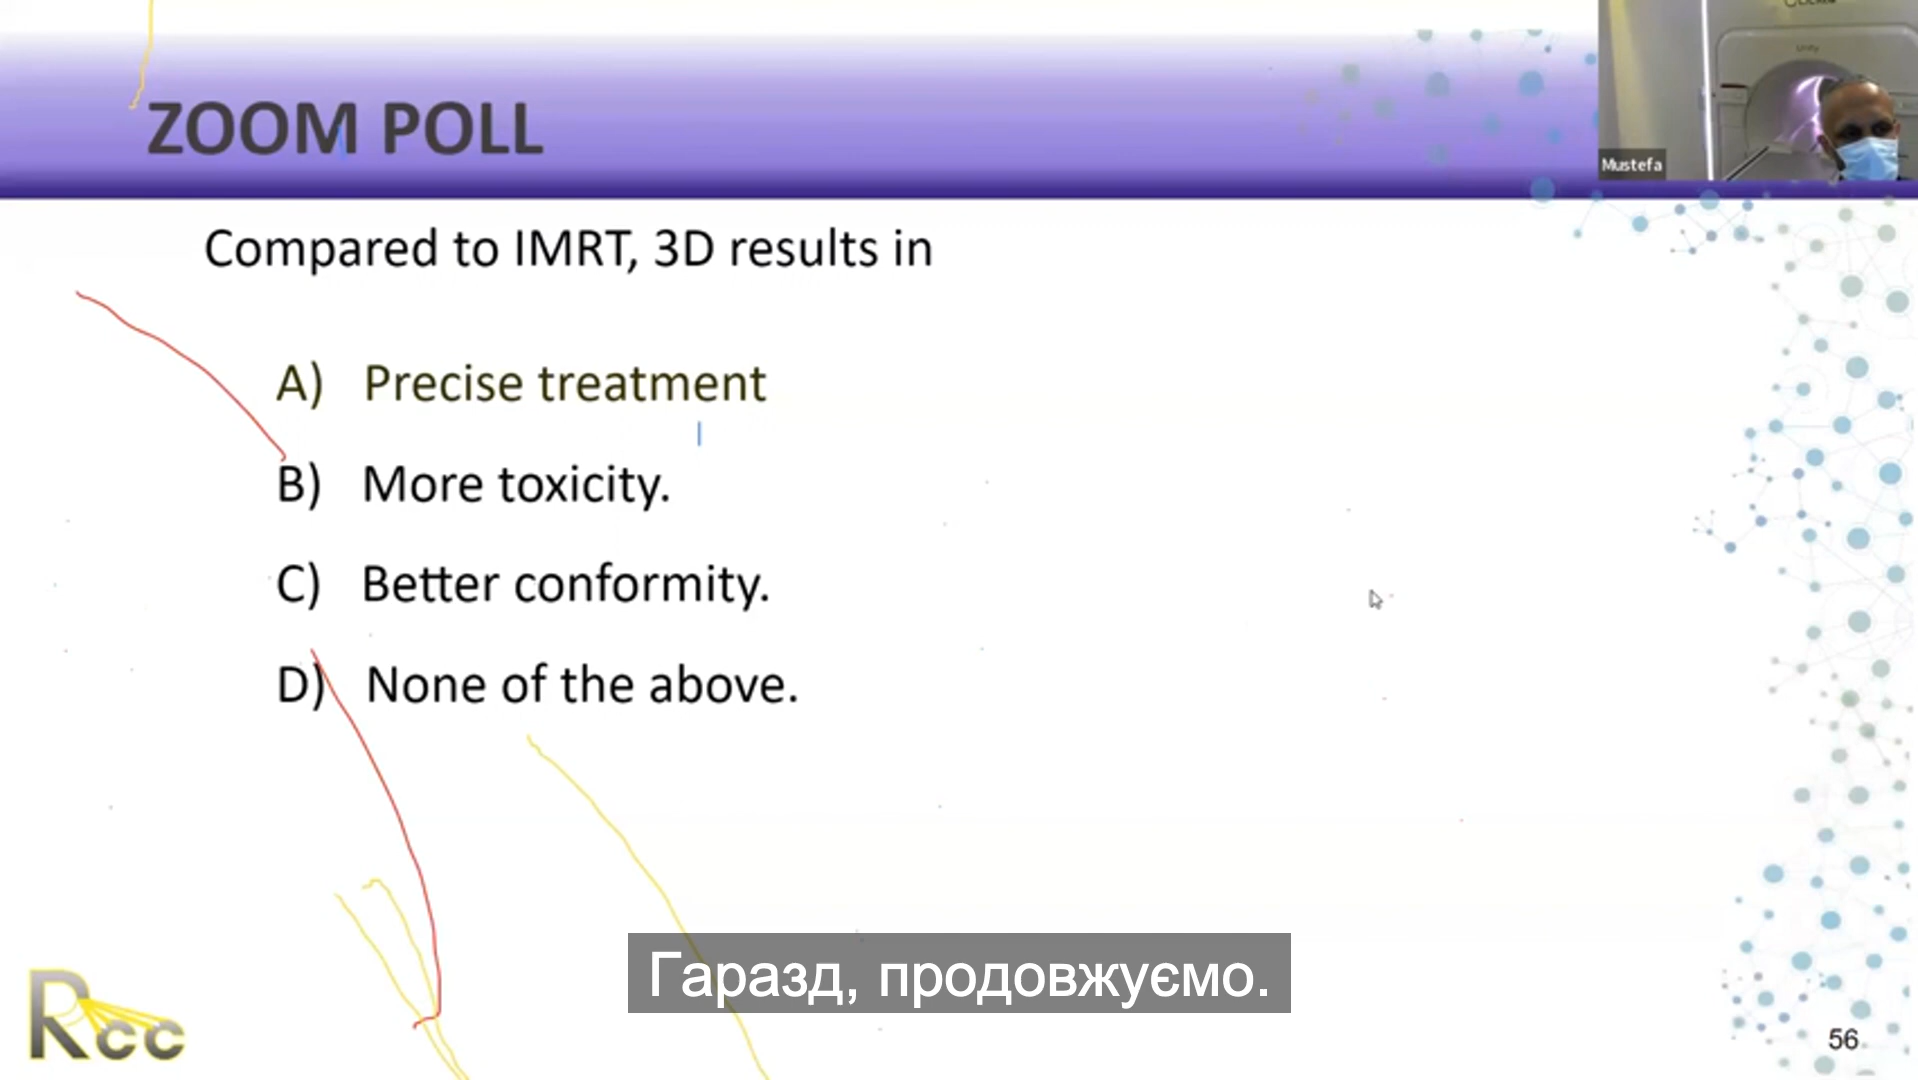 ZOOM POLL
Unity
Mustefa
Compared to IMRT, 3D results in
A) Precise treatment
B) More toxicity.
C) Better conformity.
D) None of the above.
Гаразд, продовжуємо.
Rcc
56